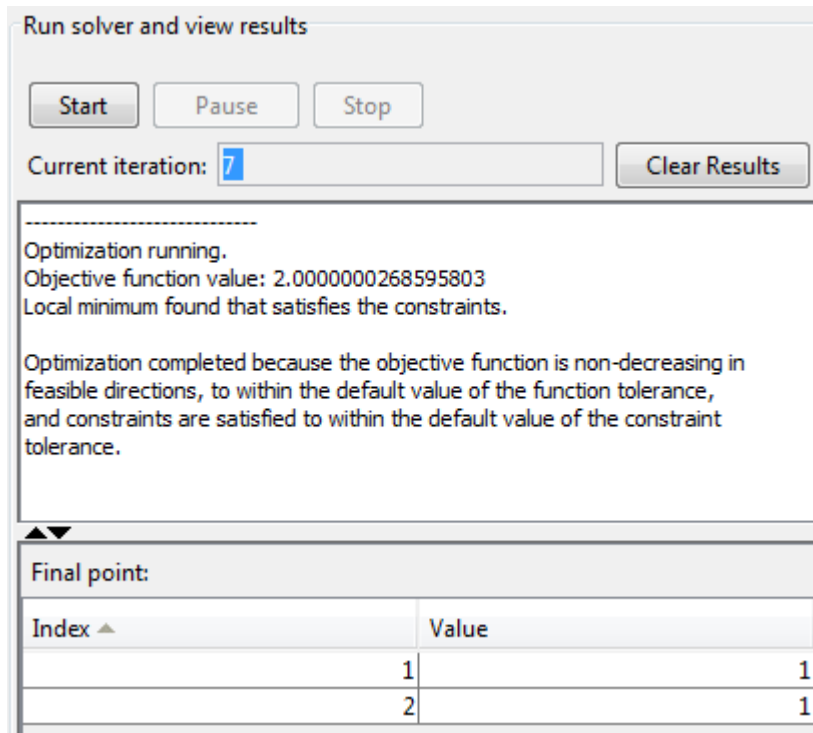 Run solver and view results
Start Pause Stop
Current iteration: 7 Clear Results
------------------------------
Optimization running.
Objective function value: 2.0000000268595803
Local minimum found that satisfies the constraints.
Optimization completed because the objective function is non-decreasing in
feasible directions, to within the default value of the function tolerance,
and constraints are satisfied to within the default value of the constraint
tolerance.
Final point:
Index Value
1 1
2 1